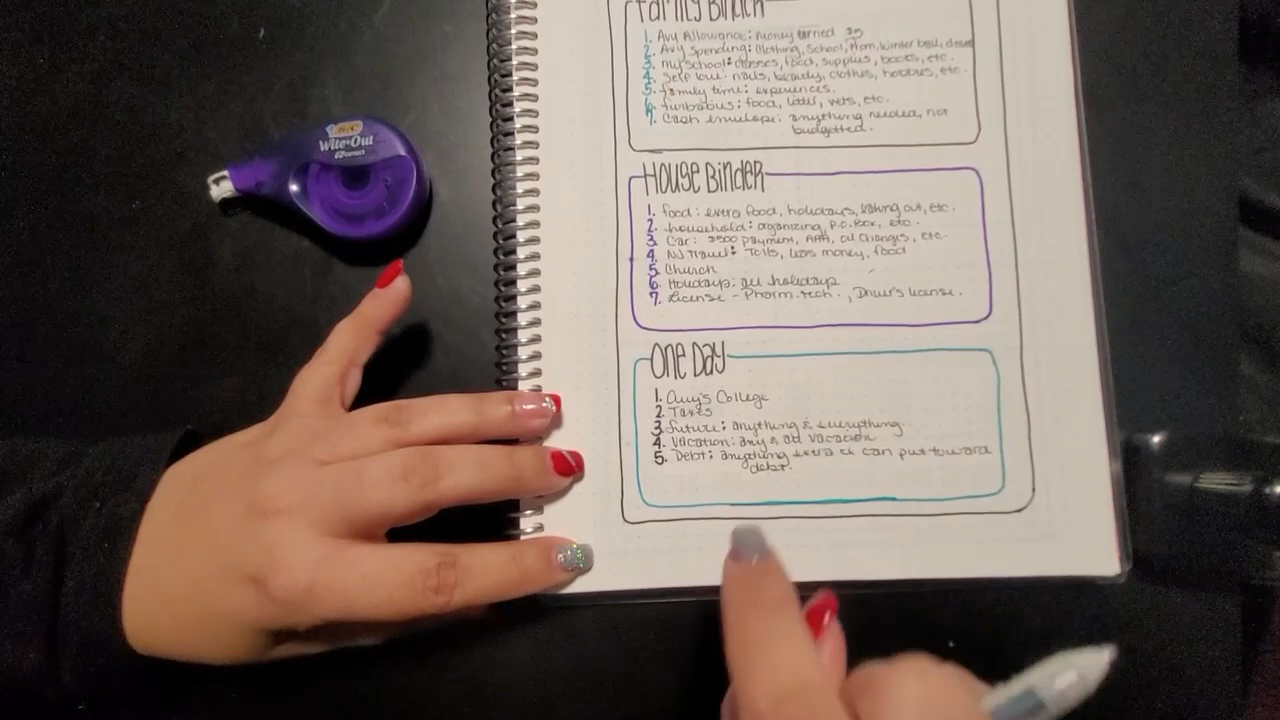 BIC
Wite-Out
Family Binder
1. Avy Allowance: money earned
2. Avy Spending: Clothing, School, Prom, winter ball,
3. my school: classes, food, supplies, books, etc.
4. Self love: nails, beauty, clothes, hobbies, etc.
5. family time: experiences.
6. furbabies: food, litter, vets, etc.
7. Cash envelope: anything needed, not
budgetted.
House Binder
1. food: extra food, holidays, eating out, etc.
2. household: organizing, P.O. Box, etc.
3. Car: 2500 payment, AAA, oil changes, etc.
4. NJ Travel: Tolls, money, food
5. Church
6. Holidays: all holidays
7. License - Pharm. tech., Driver's license.
One Day
1. Avy's College
2. Taxes
3. future: anything & everything.
4. Vacation: any & all vacation
5. Debt: anything extra I can put toward
debt.